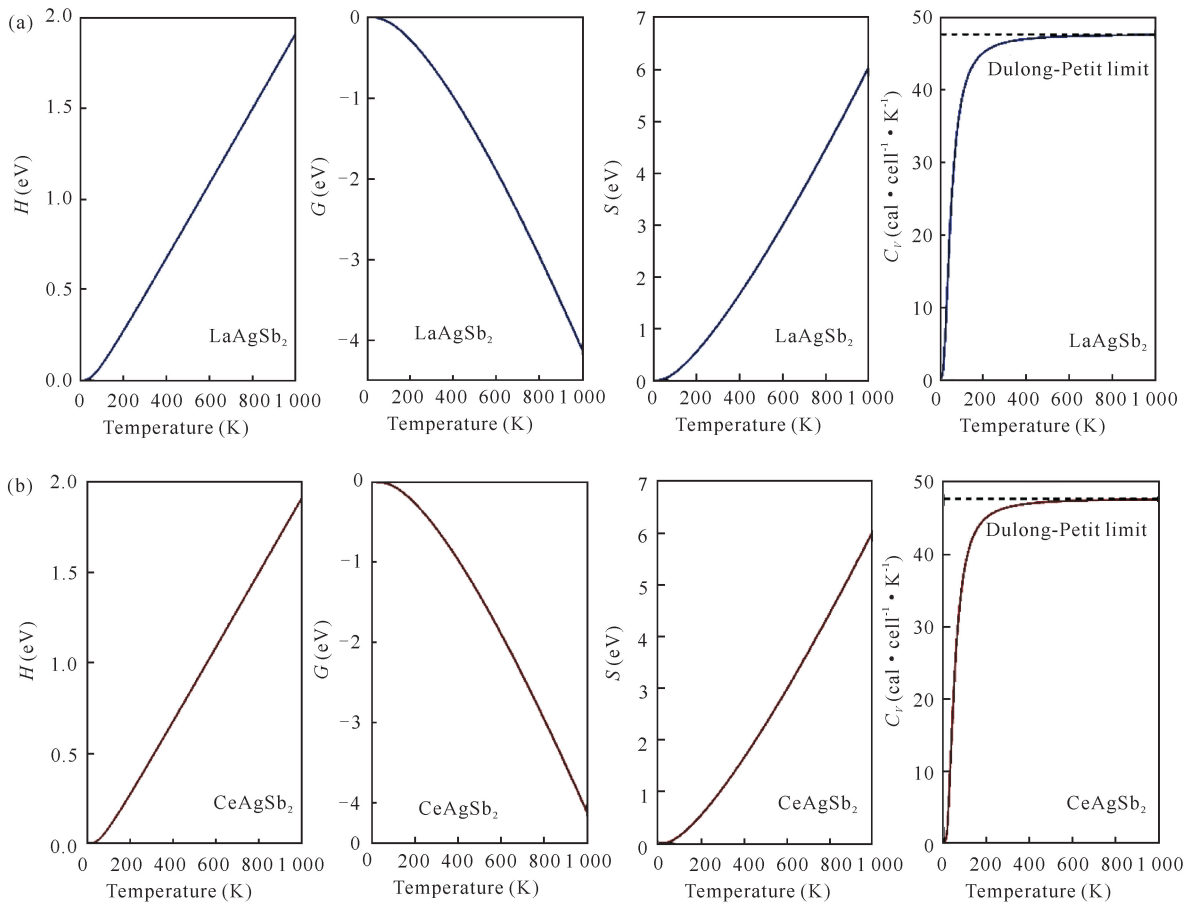 (a)
2.0
1.5
1.0
0.5
0.0
H (eV)
LaAgSb₂
0 200 400 600 800 1 000
Temperature (K)
0
−1
−2
−3
−4
G (eV)
LaAgSb₂
0 200 400 600 800 1 000
Temperature (K)
7
6
5
4
3
2
1
0
S (eV)
LaAgSb₂
0 200 400 600 800 1 000
Temperature (K)
50
40
30
20
10
0
C_V (cal • cell⁻¹ • K⁻¹)
Dulong-Petit limit
LaAgSb₂
0 200 400 600 800 1 000
Temperature (K)
(b)
2.0
1.5
1.0
0.5
0.0
H (eV)
CeAgSb₂
0 200 400 600 800 1 000
Temperature (K)
0
−1
−2
−3
−4
0
G (eV)
CeAgSb₂
0 200 400 600 800 1 000
Temperature (K)
7
6
5
4
3
2
1
0
S (eV)
CeAgSb₂
0 200 400 600 800 1 000
Temperature (K)
50
40
30
20
10
0
C_V (cal • cell⁻¹ • K⁻¹)
Dulong-Petit limit
CeAgSb₂
0 200 400 600 800 1 000
Temperature (K)